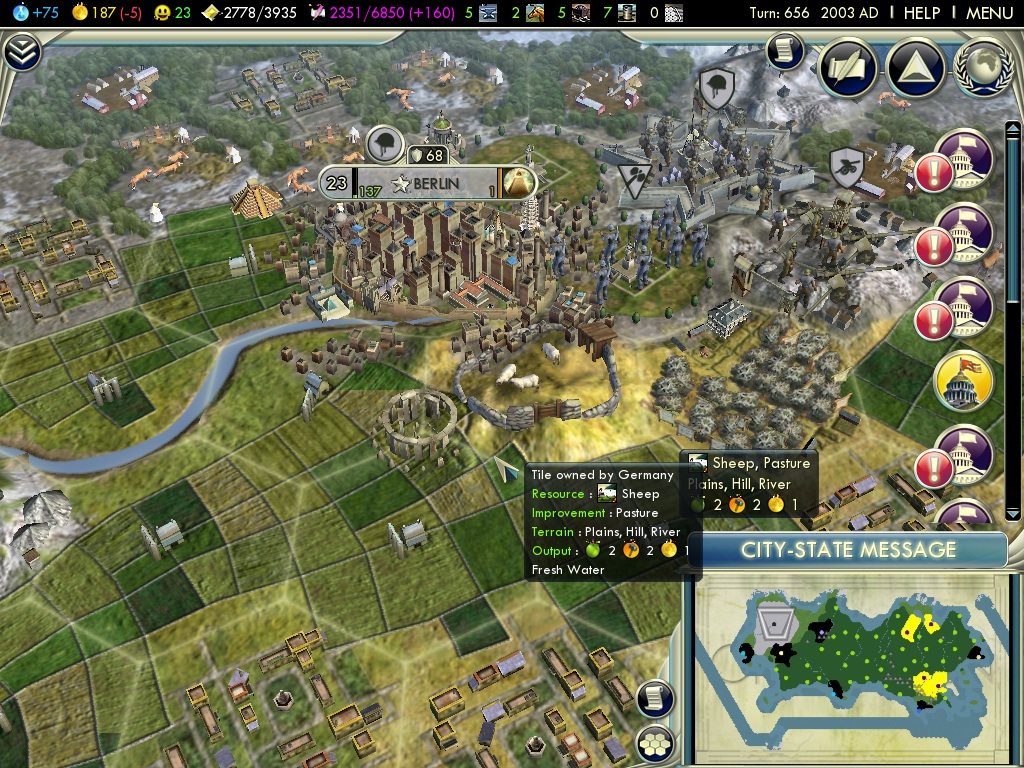 +75 187 (-5) 23 2778/3935 2351/6850 (+160) 5 2 5 7 0 Turn: 656 2003 AD HELP MENU
68
23 137 BERLIN 1
Tile owned by Germany
Resource : Sheep
Improvement : Pasture
Terrain : Plains, Hill, River
Output : 2 2 1
Fresh Water
Sheep, Pasture
Plains, Hill, River
2 2 1
CITY-STATE MESSAGE